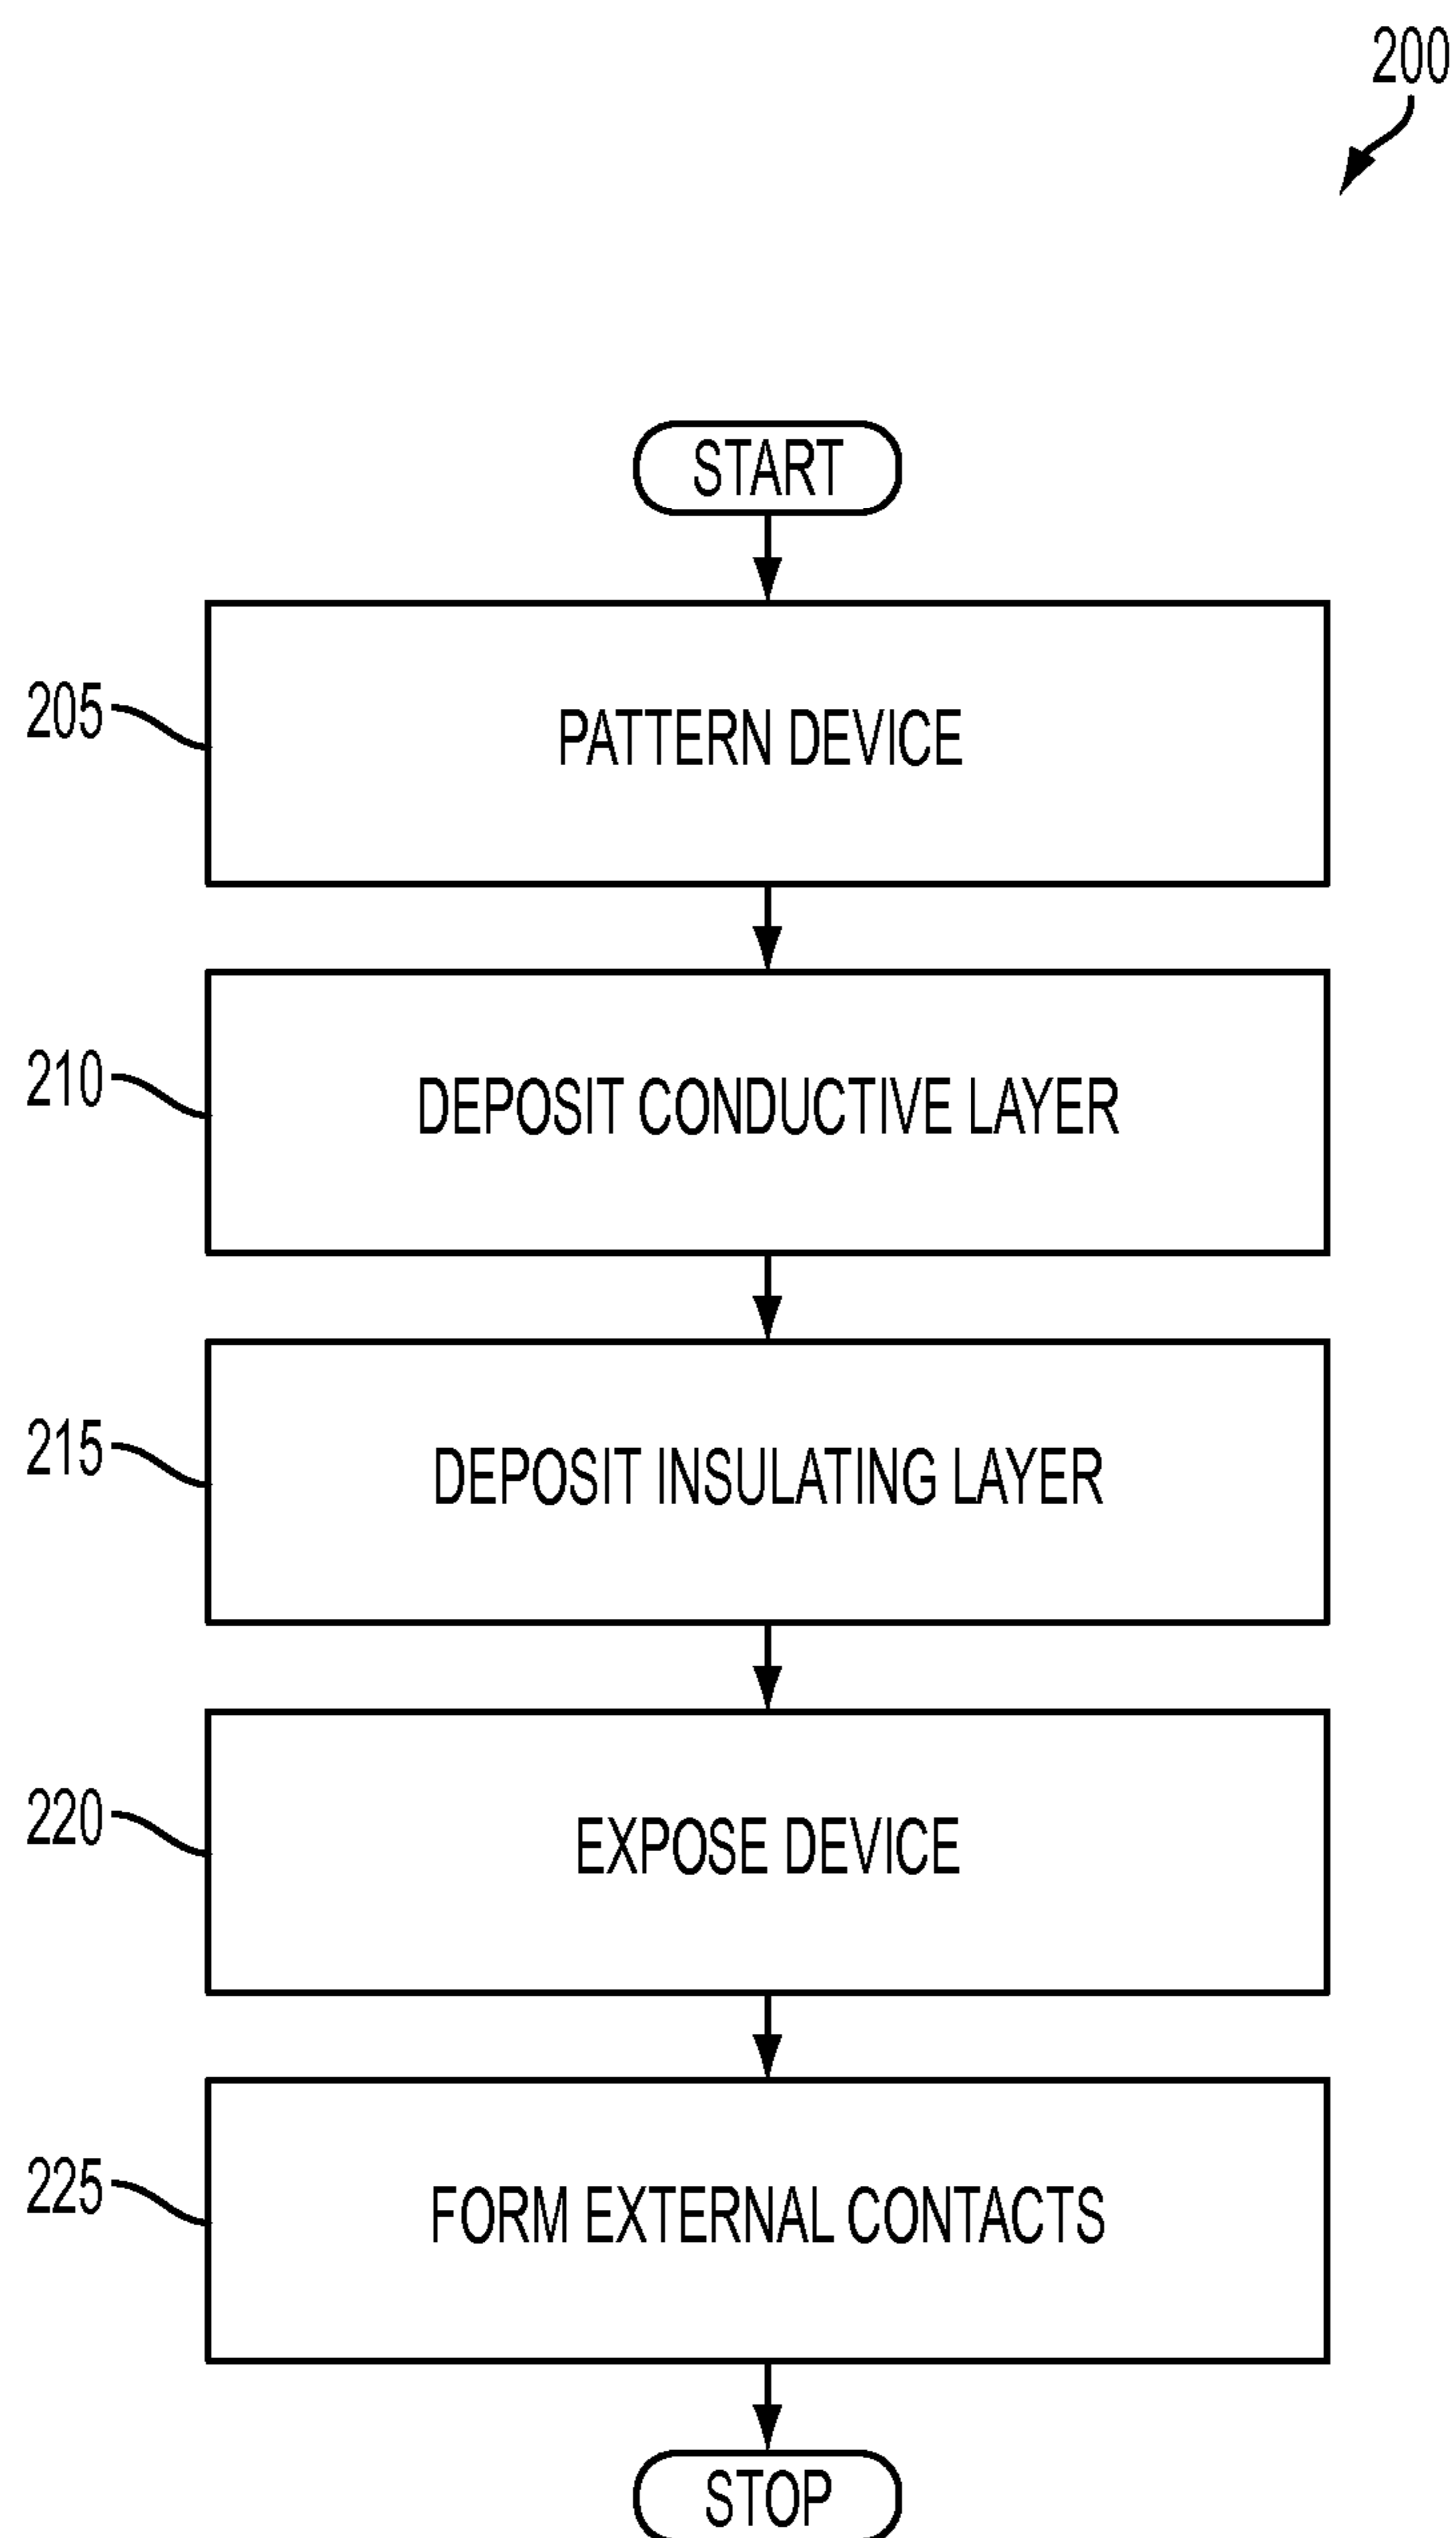 200
START
205
PATTERN DEVICE
210
DEPOSIT CONDUCTIVE LAYER
215
DEPOSIT INSULATING LAYER
220
EXPOSE DEVICE
225
FORM EXTERNAL CONTACTS
STOP